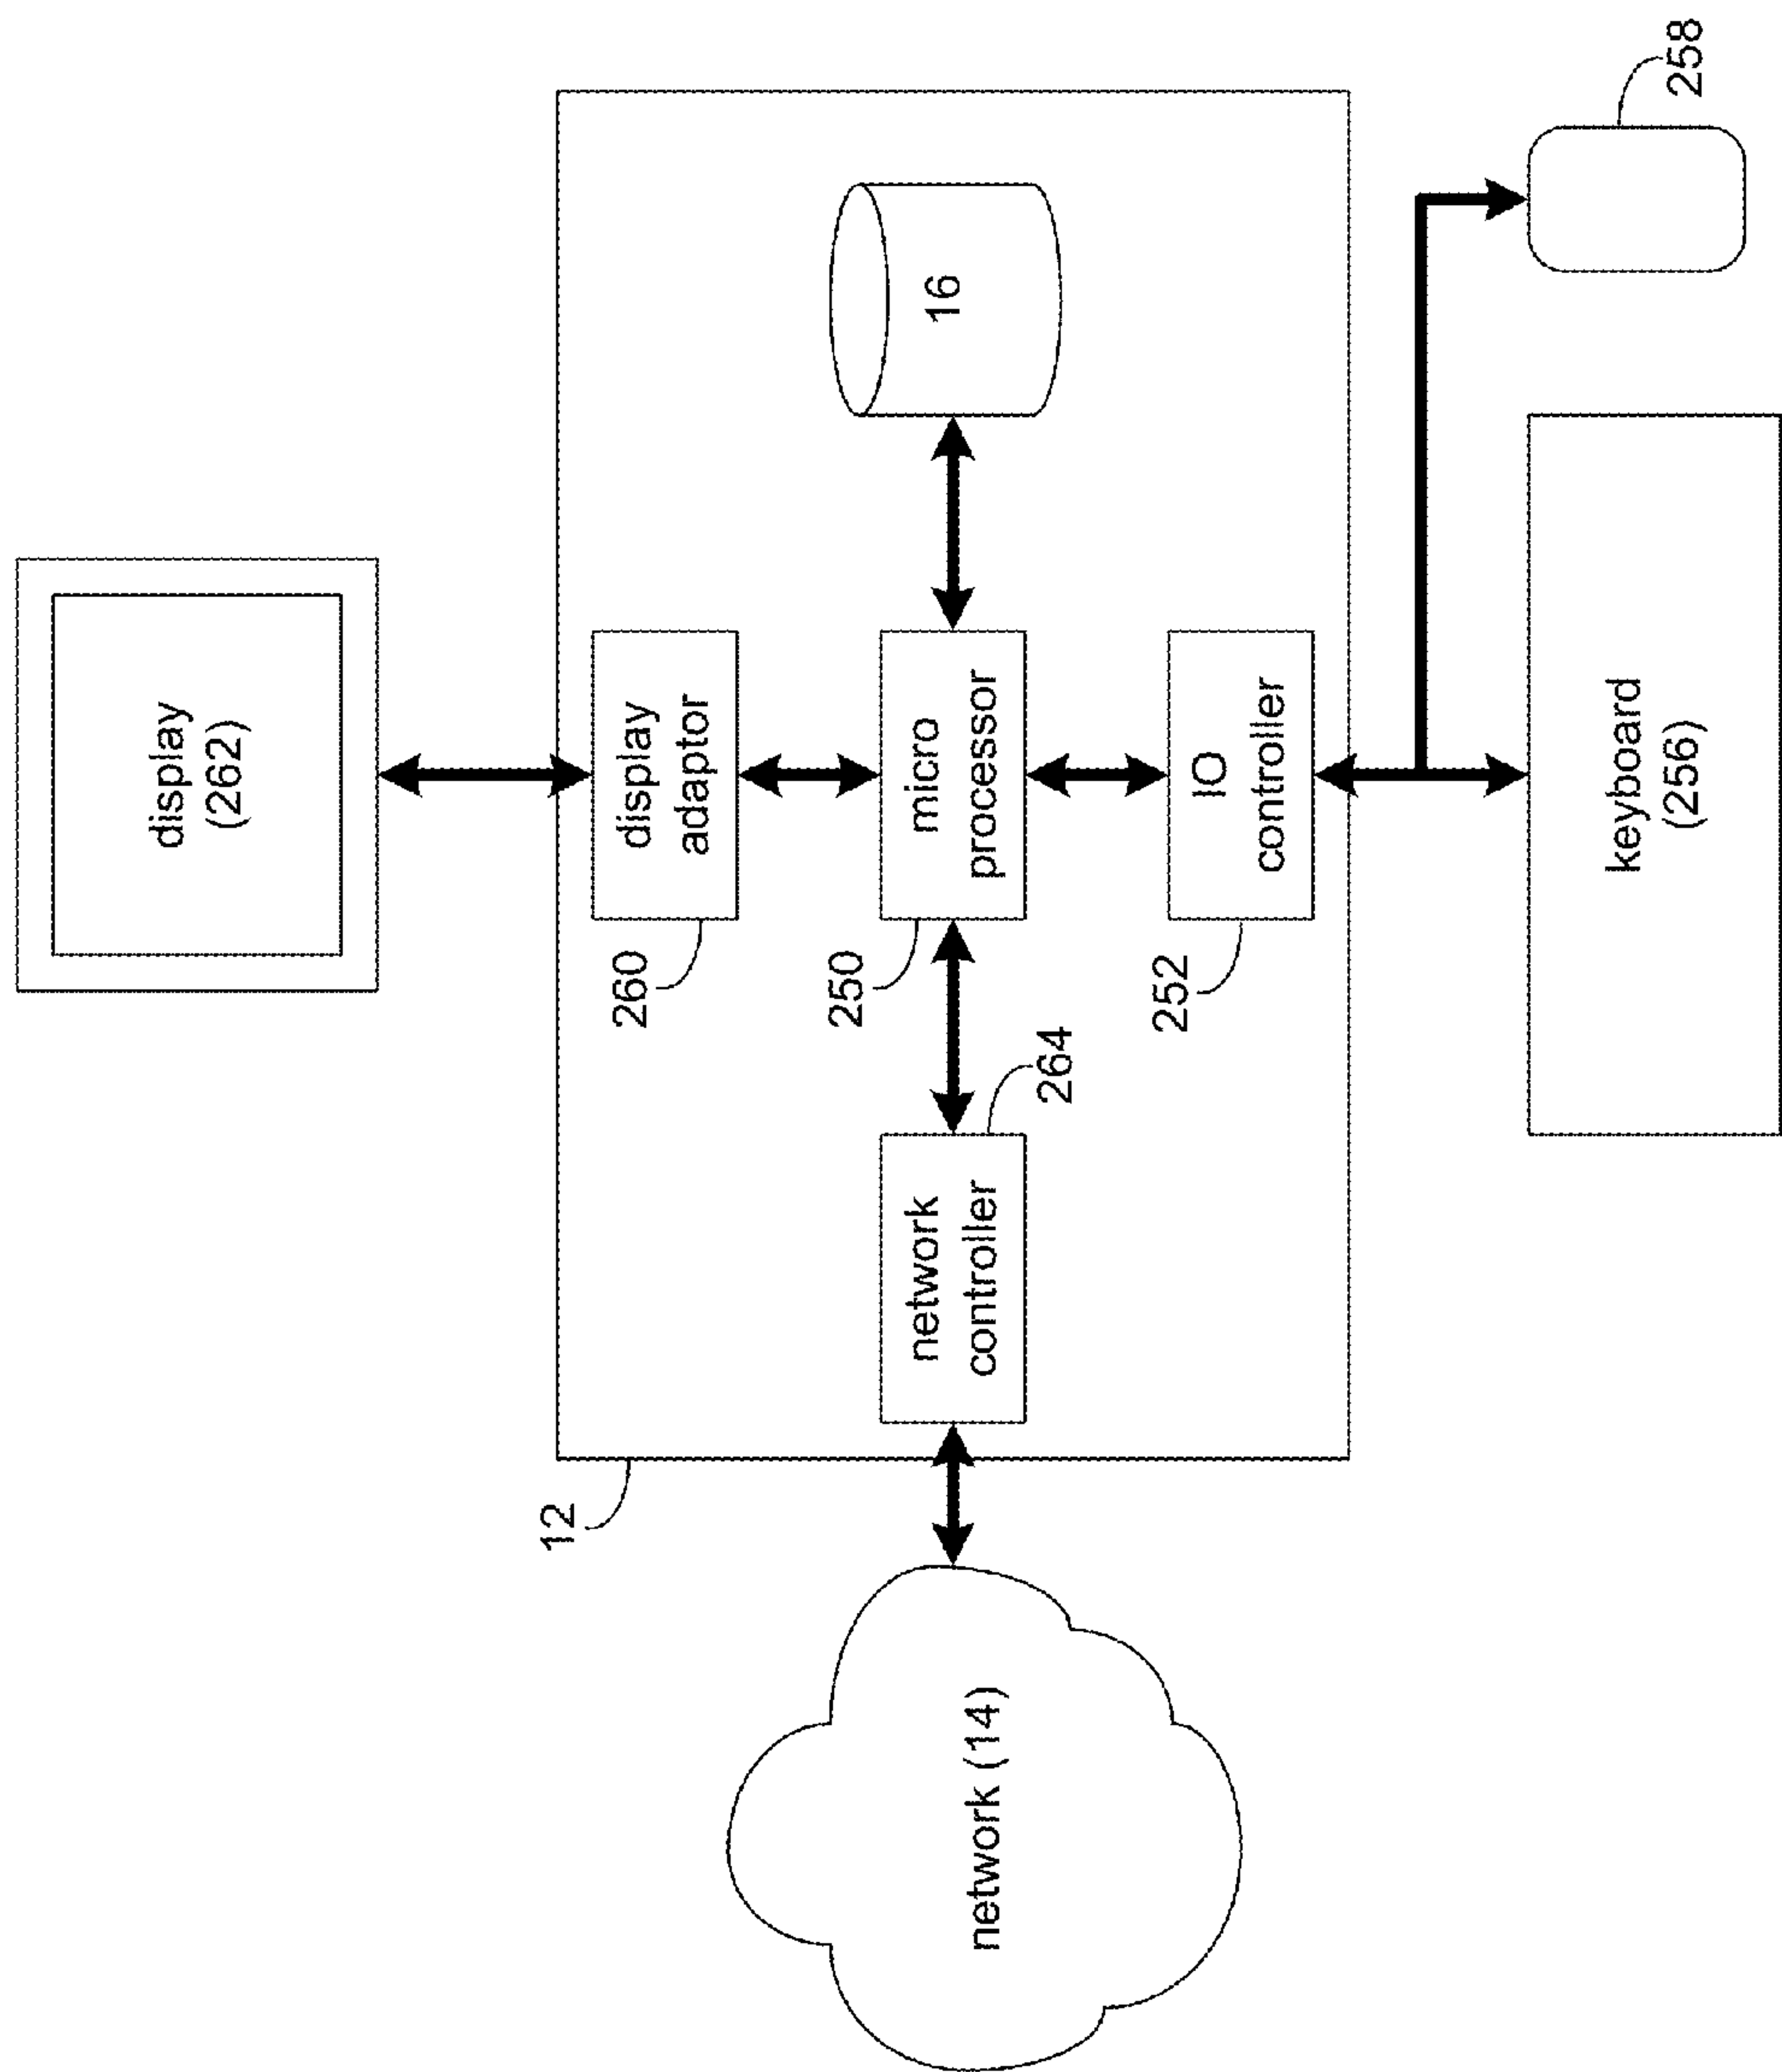 display
(262)
display
adaptor
260
micro
processor
250
16
IO
controller
252
network
controller
264
12
network (14)
keyboard
(256)
258